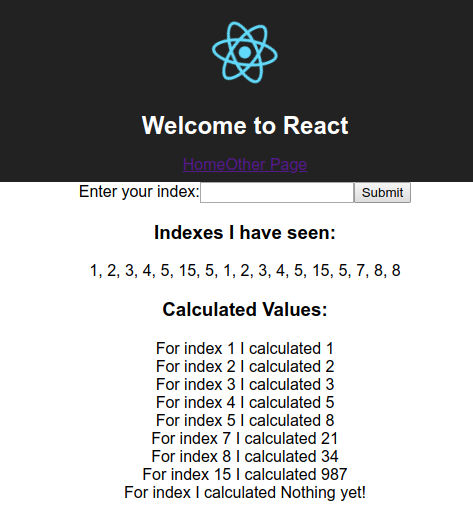 Welcome to React
HomeOther Page
Enter your index: Submit
Indexes I have seen:
1, 2, 3, 4, 5, 15, 5, 1, 2, 3, 4, 5, 15, 5, 7, 8, 8
Calculated Values:
For index 1 I calculated 1
For index 2 I calculated 2
For index 3 I calculated 3
For index 4 I calculated 5
For index 5 I calculated 8
For index 7 I calculated 21
For index 8 I calculated 34
For index 15 I calculated 987
For index I calculated Nothing yet!